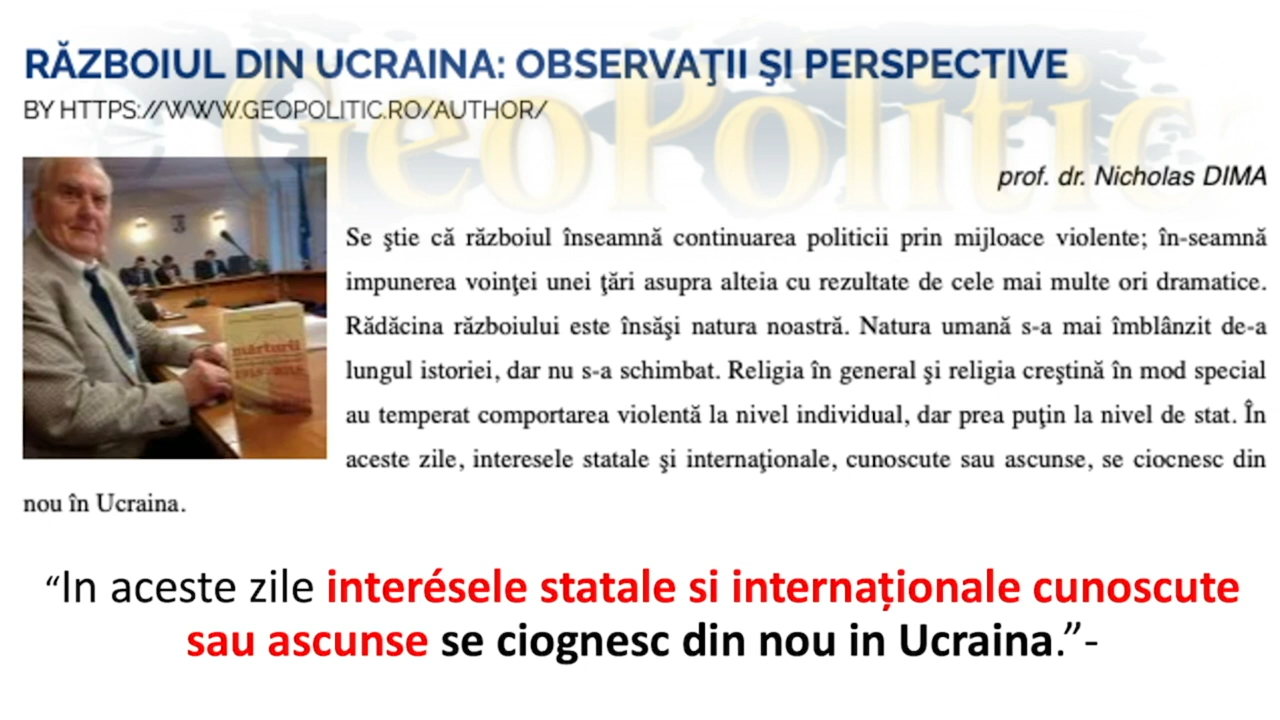 RĂZBOIUL DIN UCRAINA: OBSERVAŢII ŞI PERSPECTIVE
BY HTTPS://WWW.GEOPOLITIC.RO/AUTHOR/
GeoPolitic
prof. dr. Nicholas DIMA
Se ştie că războiul înseamnă continuarea politicii prin mijloace violente; în-seamnă
impunerea voinţei unei ţări asupra alteia cu rezultate de cele mai multe ori dramatice.
Rădăcina războiului este însăşi natura noastră. Natura umană s-a mai îmblânzit de-a
lungul istoriei, dar nu s-a schimbat. Religia în general şi religia creştină în mod special
au temperat comportarea violentă la nivel individual, dar prea puţin la nivel de stat. În
aceste zile, interesele statale şi internaţionale, cunoscute sau ascunse, se ciocnesc din
nou în Ucraina.
mărturii
“In aceste zile interésele statale si internaționale cunoscute
sau ascunse se ciognesc din nou in Ucraina.”-